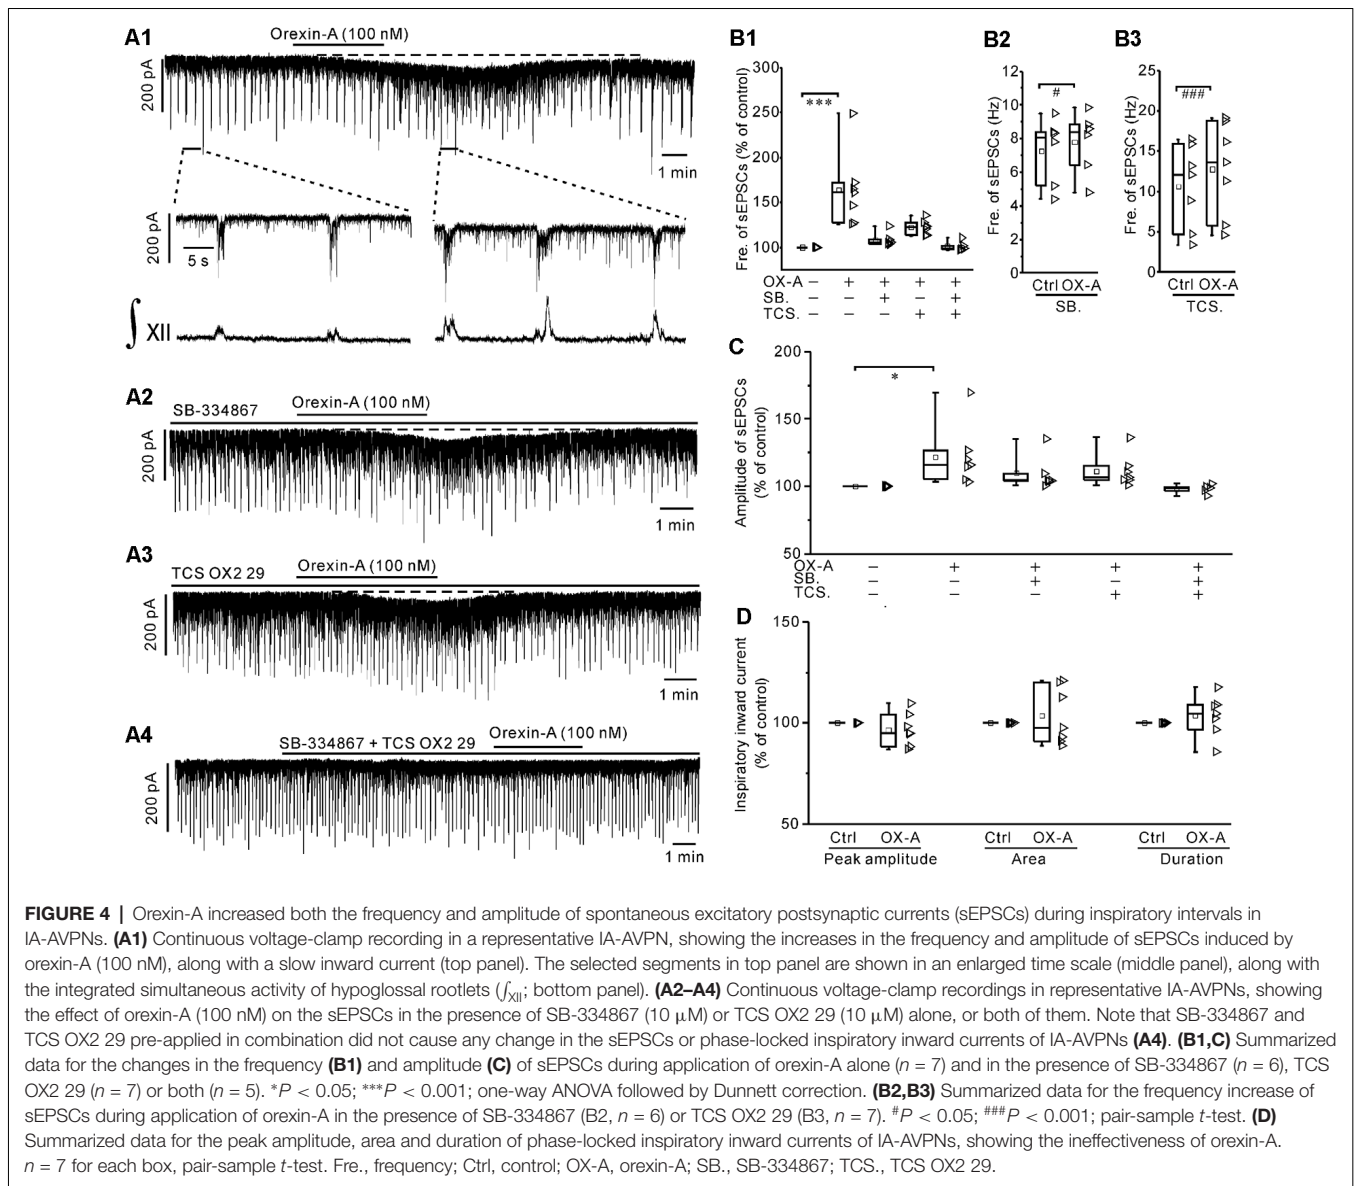 A1
Orexin-A (100 nM)
200 pA
1 min
200 pA
5 s
∫ XII
A2
SB-334867
Orexin-A (100 nM)
200 pA
1 min
A3
TCS OX2 29
Orexin-A (100 nM)
200 pA
1 min
A4
SB-334867 + TCS OX2 29
Orexin-A (100 nM)
200 pA
1 min
B1
Fre. of sEPSCs (% of control)
300
250
200
150
100
***
OX-A – + + + +
SB. – – + – +
TCS. – – – + +
B2
Fre. of sEPSCs (Hz)
12
10
8
6
4
2
0
#
Ctrl OX-A
SB.
B3
Fre. of sEPSCs (Hz)
25
20
15
10
5
0
###
Ctrl OX-A
TCS.
C
Amplitude of sEPSCs
(% of control)
200
150
100
50
*
OX-A – + + + +
SB. – – + – +
TCS. – – – + +
D
Inspiratory inward current
(% of control)
150
100
50
Ctrl OX-A Ctrl OX-A Ctrl OX-A
Peak amplitude Area Duration
FIGURE 4 | Orexin-A increased both the frequency and amplitude of spontaneous excitatory postsynaptic currents (sEPSCs) during inspiratory intervals in
IA-AVPNs. (A1) Continuous voltage-clamp recording in a representative IA-AVPN, showing the increases in the frequency and amplitude of sEPSCs induced by
orexin-A (100 nM), along with a slow inward current (top panel). The selected segments in top panel are shown in an enlarged time scale (middle panel), along with
the integrated simultaneous activity of hypoglossal rootlets (∫XII; bottom panel). (A2–A4) Continuous voltage-clamp recordings in representative IA-AVPNs, showing
the effect of orexin-A (100 nM) on the sEPSCs in the presence of SB-334867 (10 μM) or TCS OX2 29 (10 μM) alone, or both of them. Note that SB-334867 and
TCS OX2 29 pre-applied in combination did not cause any change in the sEPSCs or phase-locked inspiratory inward currents of IA-AVPNs (A4). (B1,C) Summarized
data for the changes in the frequency (B1) and amplitude (C) of sEPSCs during application of orexin-A alone (n = 7) and in the presence of SB-334867 (n = 6), TCS
OX2 29 (n = 7) or both (n = 5). *P < 0.05; ***P < 0.001; one-way ANOVA followed by Dunnett correction. (B2,B3) Summarized data for the frequency increase of
sEPSCs during application of orexin-A in the presence of SB-334867 (B2, n = 6) or TCS OX2 29 (B3, n = 7). #P < 0.05; ###P < 0.001; pair-sample t-test. (D)
Summarized data for the peak amplitude, area and duration of phase-locked inspiratory inward currents of IA-AVPNs, showing the ineffectiveness of orexin-A.
n = 7 for each box, pair-sample t-test. Fre., frequency; Ctrl, control; OX-A, orexin-A; SB., SB-334867; TCS., TCS OX2 29.